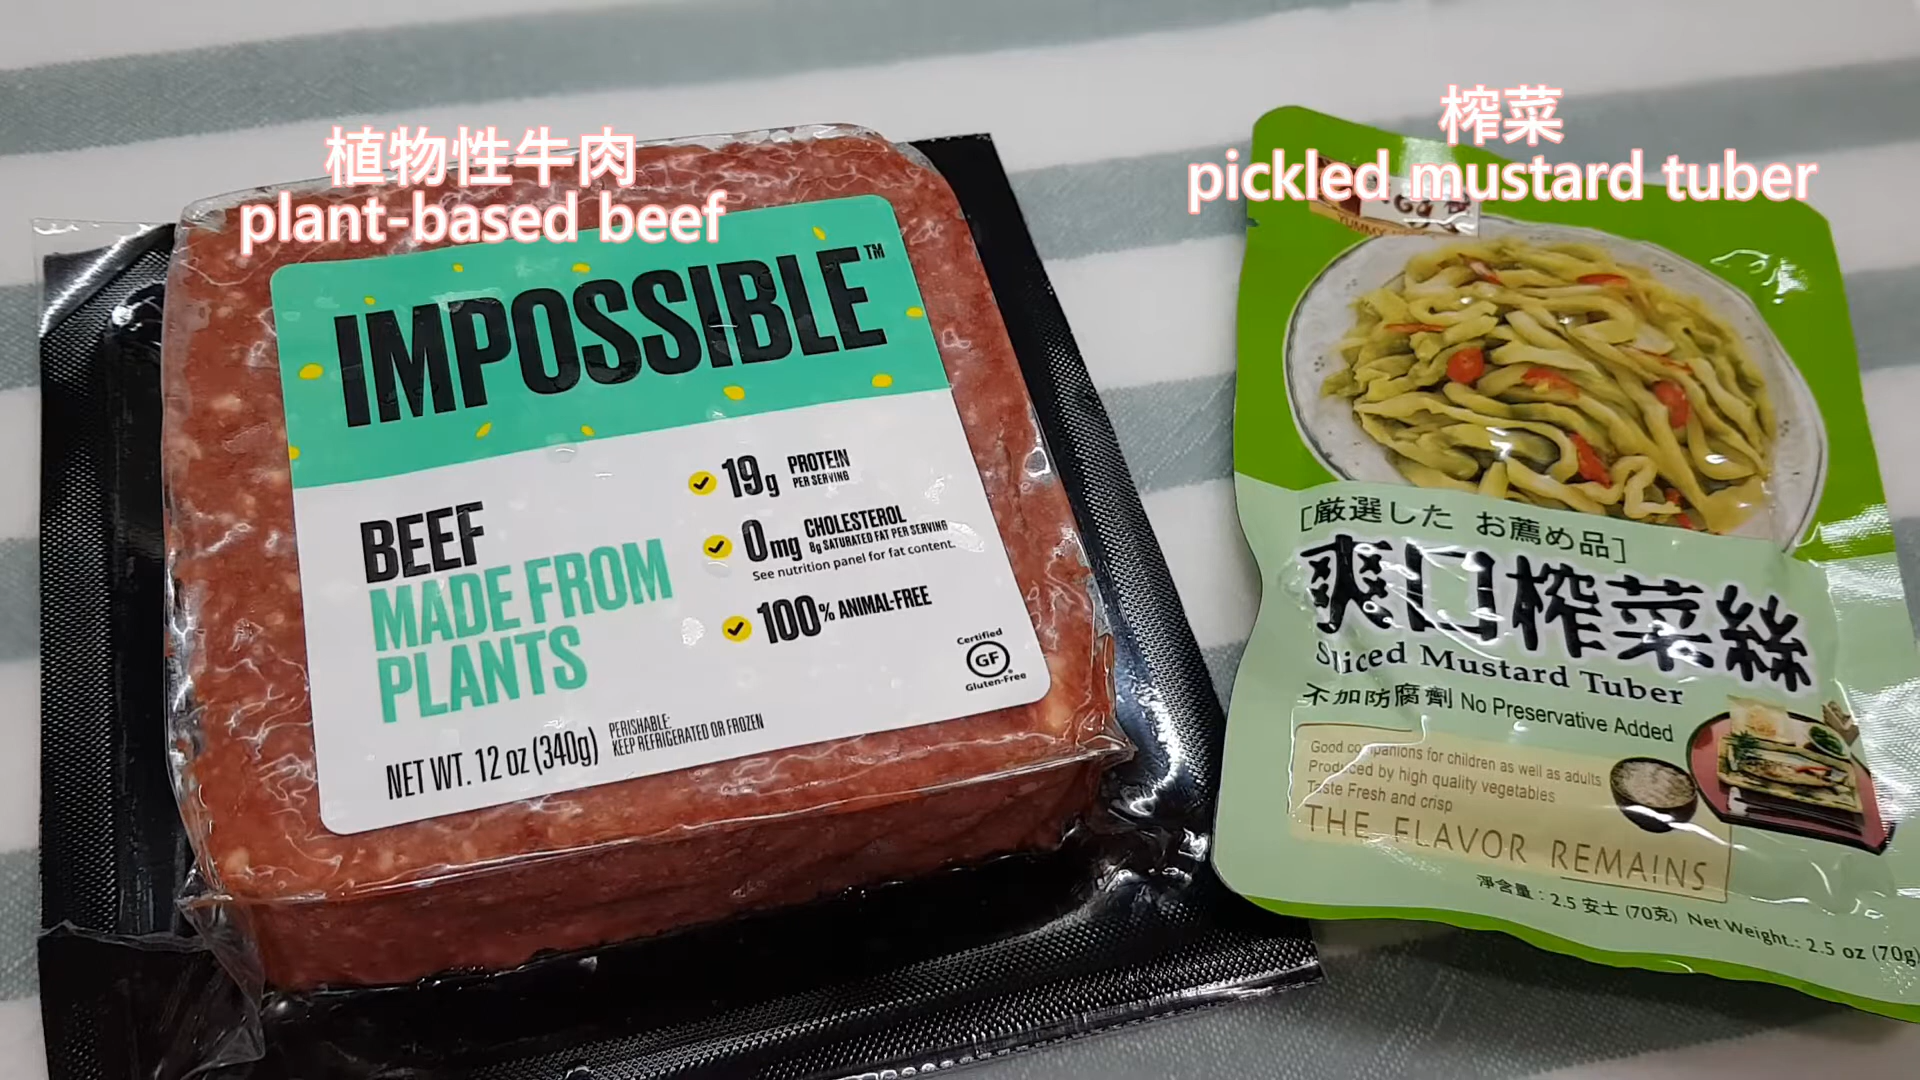 植物性牛肉
plant-based beef
IMPOSSIBLE™
BEEF
MADE FROM
PLANTS
19g PROTEIN
PER SERVING
0mg CHOLESTEROL
8g SATURATED FAT PER SERVING
See nutrition panel for fat content.
100% ANIMAL-FREE
Certified
GF
Gluten-Free
NET WT. 12 oz (340g)
PERISHABLE:
KEEP REFRIGERATED OR FROZEN
榨菜
pickled mustard tuber
YUMMY
[厳選した お薦め品]
爽口榨菜絲
Sliced Mustard Tuber
不加防腐劑 No Preservative Added
Good companions for children as well as adults
Produced by high quality vegetables
Taste Fresh and crisp
THE FLAVOR REMAINS
淨含量：2.5 安士 (70克) Net Weight.: 2.5 oz (70g)